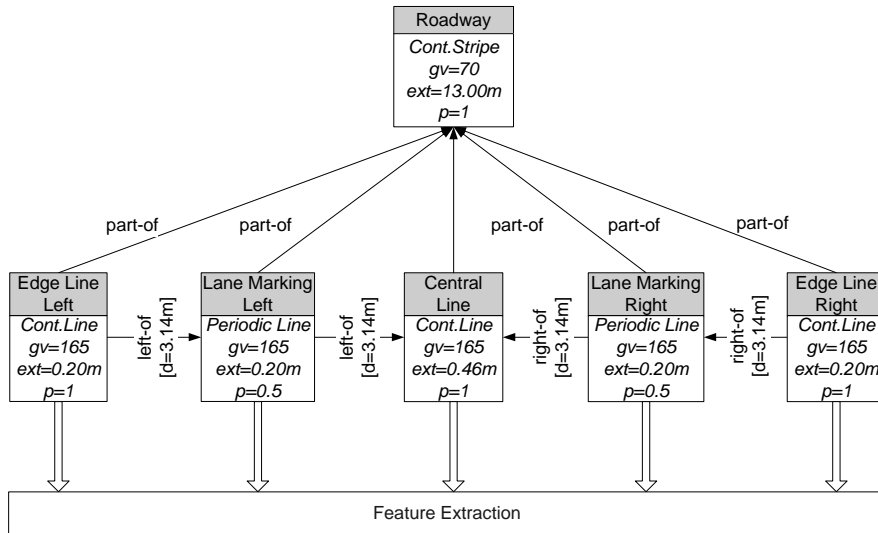 Roadway
Cont.Stripe
gv=70
ext=13.00m
p=1
part-of
part-of
part-of
part-of
part-of
Edge Line
Left
Cont.Line
gv=165
ext=0.20m
p=1
left-of
[d=3.14m]
Lane Marking
Left
Periodic Line
gv=165
ext=0.20m
p=0.5
left-of
[d=3.14m]
Central
Line
Cont.Line
gv=165
ext=0.46m
p=1
right-of
[d=3.14m]
Lane Marking
Right
Periodic Line
gv=165
ext=0.20m
p=0.5
right-of
[d=3.14m]
Edge Line
Right
Cont.Line
gv=165
ext=0.20m
p=1
Feature Extraction